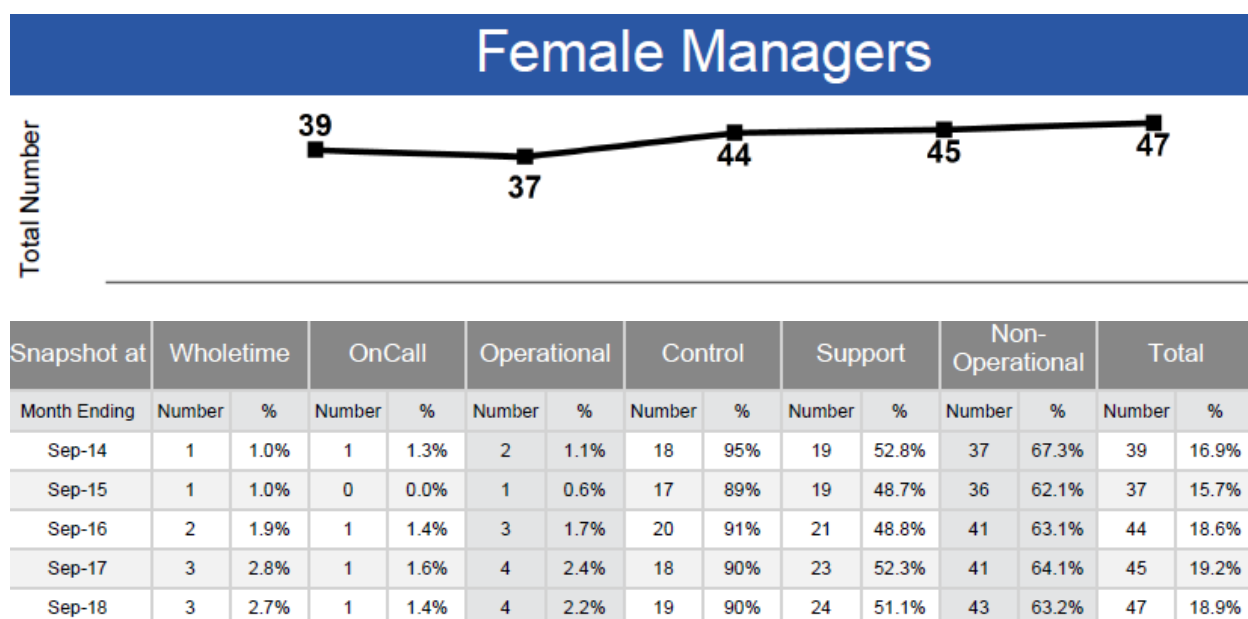 Female Managers
Total Number
39
37
44
45
47
Snapshot at Wholetime OnCall Operational Control Support Non-Operational Total
Month Ending Number % Number % Number % Number % Number % Number % Number %
Sep-14 1 1.0% 1 1.3% 2 1.1% 18 95% 19 52.8% 37 67.3% 39 16.9%
Sep-15 1 1.0% 0 0.0% 1 0.6% 17 89% 19 48.7% 36 62.1% 37 15.7%
Sep-16 2 1.9% 1 1.4% 3 1.7% 20 91% 21 48.8% 41 63.1% 44 18.6%
Sep-17 3 2.8% 1 1.6% 4 2.4% 18 90% 23 52.3% 41 64.1% 45 19.2%
Sep-18 3 2.7% 1 1.4% 4 2.2% 19 90% 24 51.1% 43 63.2% 47 18.9%